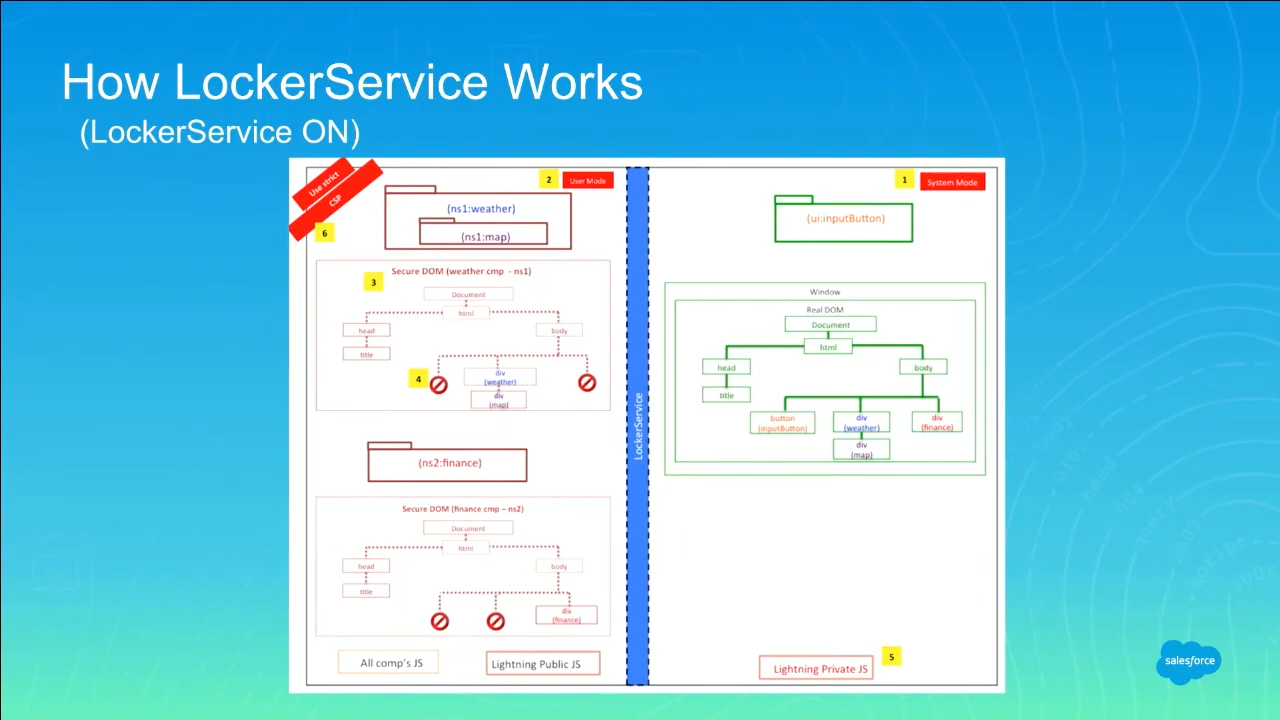 How LockerService Works
(LockerService ON)
Use strict
CSP
6
2
User Mode
(ns1:weather)
(ns1:map)
3
Secure DOM (weather cmp - ns1)
Document
html
head
body
title
4
div
(weather)
div
(map)
(ns2:finance)
Secure DOM (finance cmp – ns2)
Document
html
head
body
title
div
(finance)
All comp's JS
Lightning Public JS
LockerService
1
System Mode
(ui:inputButton)
Window
Real DOM
Document
html
head
body
title
button
(inputButton)
div
(weather)
div
(finance)
div
(map)
5
Lightning Private JS
salesforce